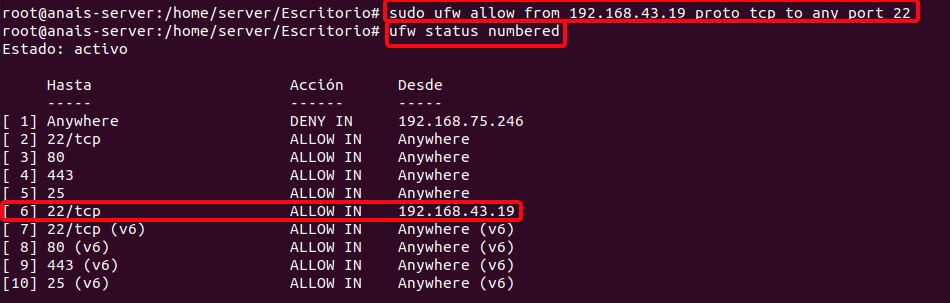 root@anais-server:/home/server/Escritorio# sudo ufw allow from 192.168.43.19 proto tcp to any port 22
root@anais-server:/home/server/Escritorio# ufw status numbered
Estado: activo
     Hasta                      Acción      Desde
     -----                      ------      -----
[ 1] Anywhere                   DENY IN     192.168.75.246
[ 2] 22/tcp                     ALLOW IN    Anywhere
[ 3] 80                         ALLOW IN    Anywhere
[ 4] 443                        ALLOW IN    Anywhere
[ 5] 25                         ALLOW IN    Anywhere
[ 6] 22/tcp                     ALLOW IN    192.168.43.19
[ 7] 22/tcp (v6)                ALLOW IN    Anywhere (v6)
[ 8] 80 (v6)                    ALLOW IN    Anywhere (v6)
[ 9] 443 (v6)                   ALLOW IN    Anywhere (v6)
[10] 25 (v6)                    ALLOW IN    Anywhere (v6)